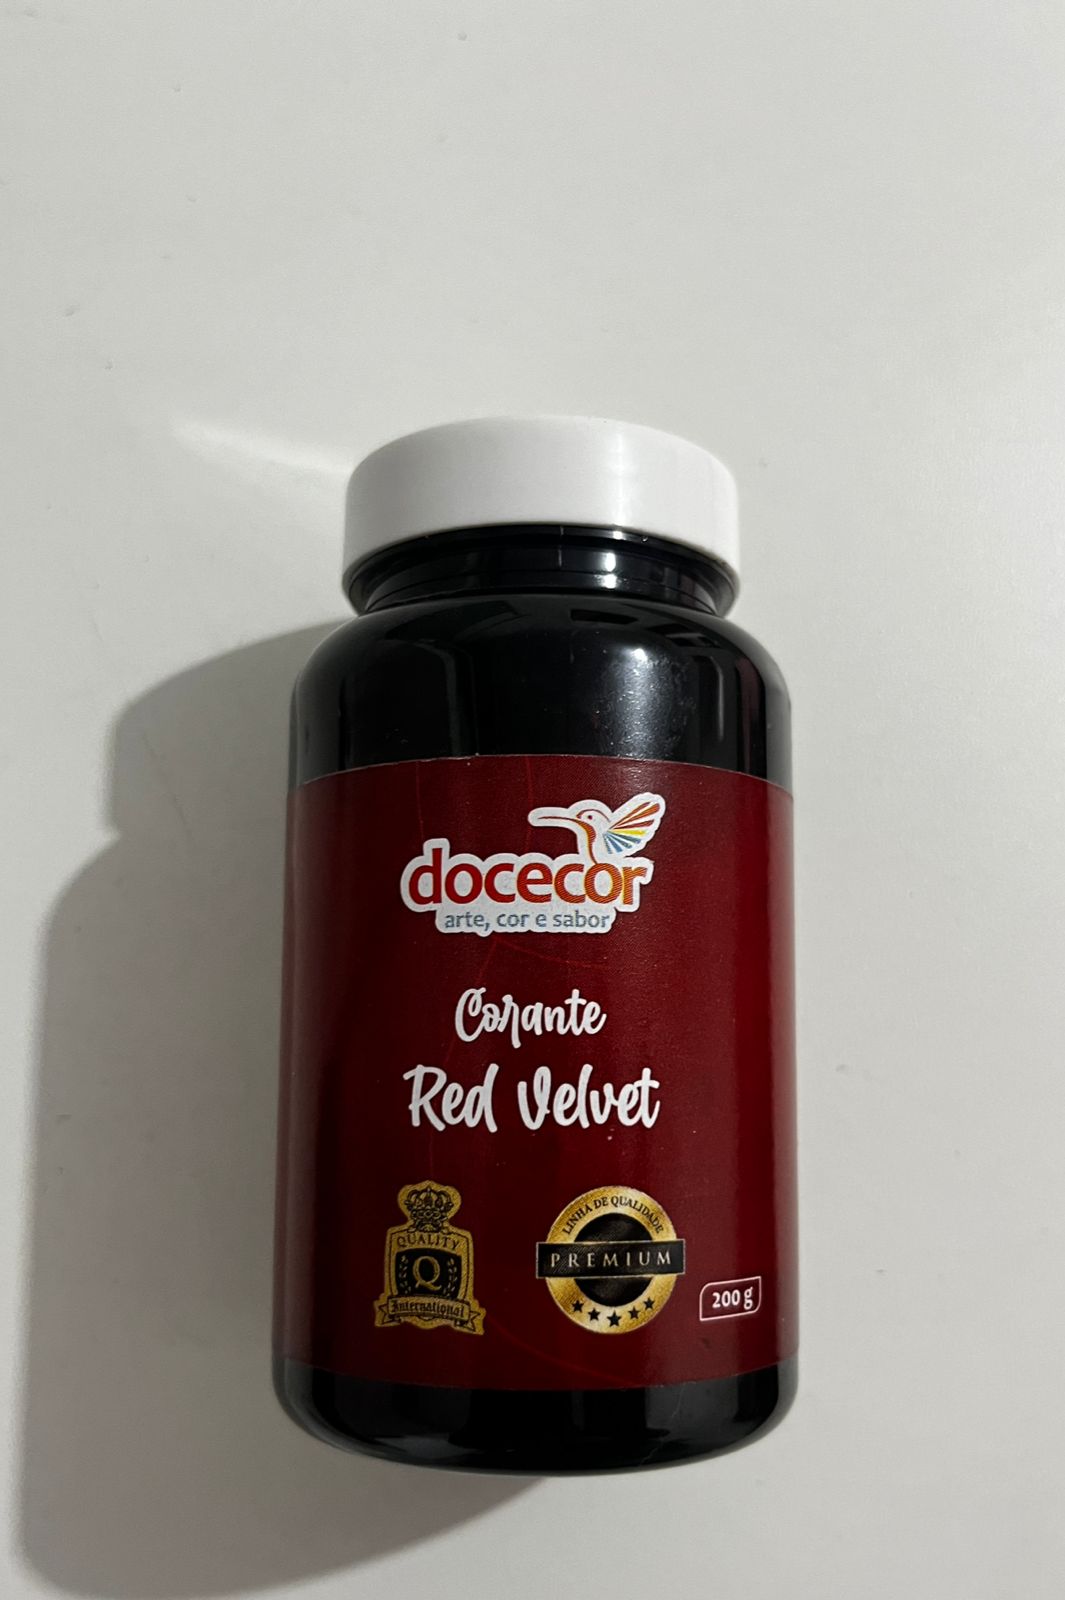 docecor
arte, cor e sabor
Corante
Red Velvet
QUALITY
Q
International
LINHA DE QUALIDADE
PREMIUM
200 g